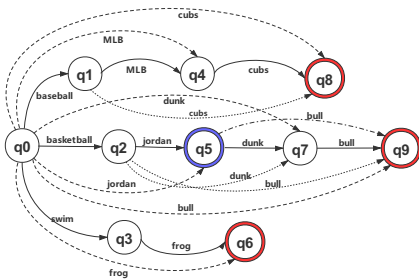 cubs
MLB
q1
MLB
q4
cubs
q8
baseball
dunk
cubs
bull
q0
basketball
q2
jordan
q5
dunk
q7
bull
q9
jordan
dunk
bull
bull
swim
q3
frog
q6
frog